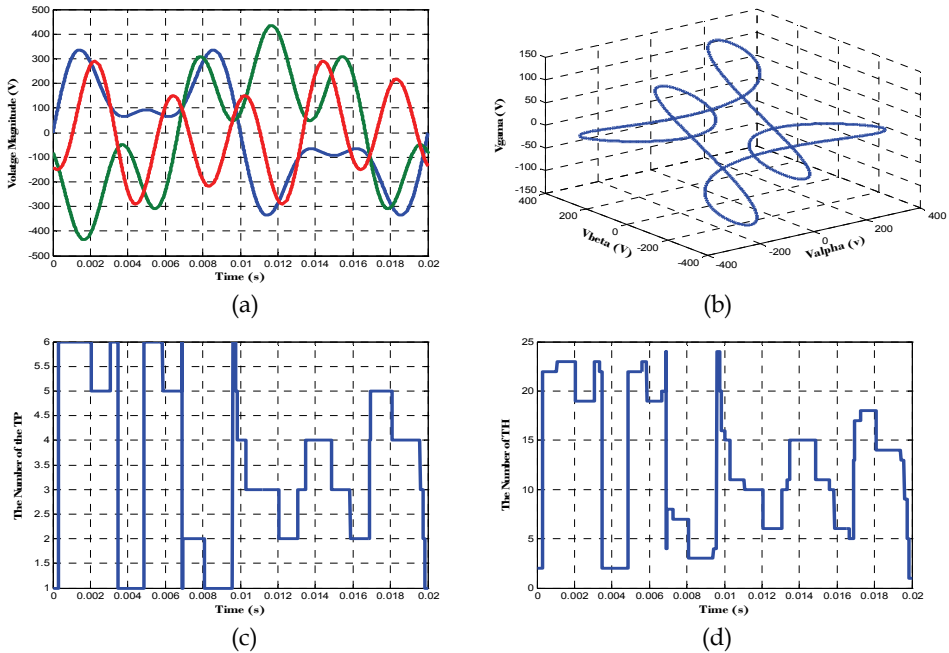 500
400
300
200
100
0
-100
-200
-300
-400
500
Volatge Magnitude (V)
0 0.002 0.004 0.006 0.008 0.01 0.012 0.014 0.016 0.018 0.02
Time (s)
(a)
150
100
50
0
-50
-100
-150
Vgama (V)
400
200
0
-200
-400
Vbeta (V)
-400
-200
0
200
400
Valpha (v)
(b)
6
5.5
5
4.5
4
3.5
3
2.5
2
1.5
1
The Number of the TP
0 0.002 0.004 0.006 0.008 0.01 0.012 0.014 0.016 0.018 0.02
Time (s)
(c)
25
20
15
10
5
0
The Number of TH
0 0.002 0.004 0.006 0.008 0.01 0.012 0.014 0.016 0.018 0.02
Time (s)
(d)